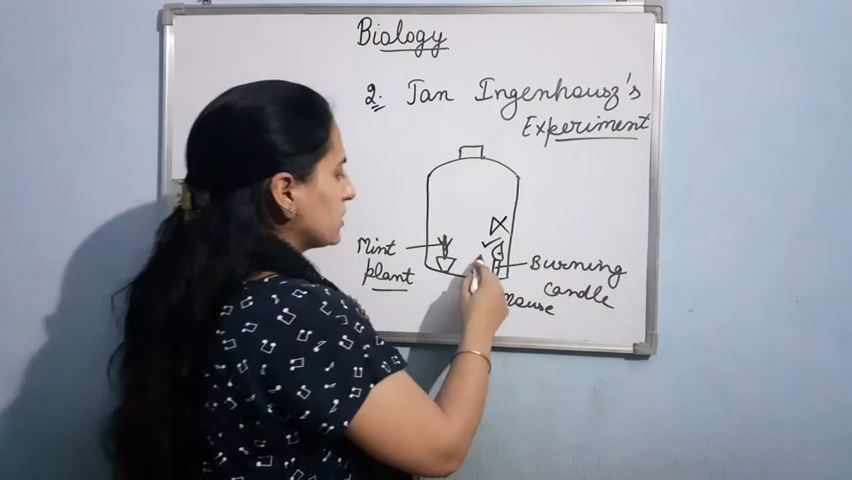 Biology
2. Jan Ingenhousz's
Experiment
Mint
plant
Burning
candle
mouse